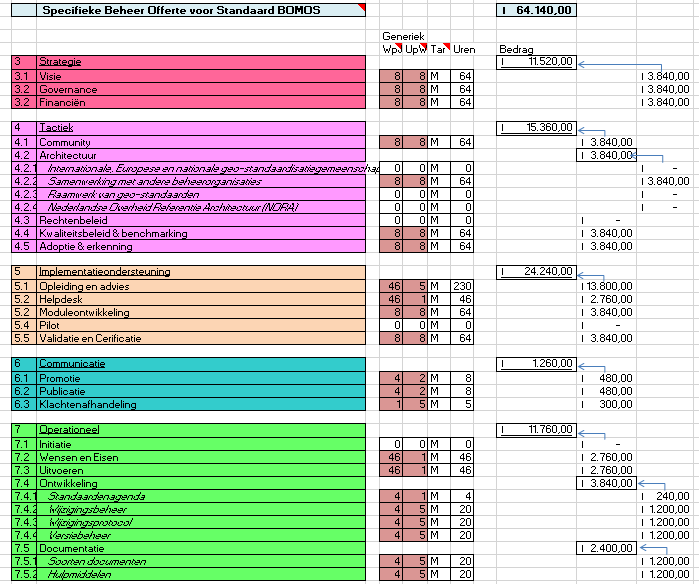 Specifieke Beheer Offerte voor Standaard BOMOS I 64.140,00
Generiek
WpJ UpW Tar Uren Bedrag
3 Strategie I 11.520,00
3.1 Visie 8 8 M 64 I 3.840,00
3.2 Governance 8 8 M 64 I 3.840,00
3.2 Financiën 8 8 M 64 I 3.840,00
4 Tactiek I 15.360,00
4.1 Community 8 8 M 64 I 3.840,00
4.2 Architectuur I 3.840,00
4.2.1 Internationale, Europese en nationale geo-standaardisatiegemeenschap 0 0 M 0 I -
4.2.2 Samenwerking met andere beheerorganisaties 8 8 M 64 I 3.840,00
4.2.3 Raamwerk van geo-standaarden 0 0 M 0 I -
4.2.4 Nederlandse Overheid Referentie Architectuur (NORA) 0 0 M 0 I -
4.3 Rechtenbeleid 0 0 M 0 I -
4.4 Kwaliteitsbeleid & benchmarking 8 8 M 64 I 3.840,00
4.5 Adoptie & erkenning 8 8 M 64 I 3.840,00
5 Implementatieondersteuning I 24.240,00
5.1 Opleiding en advies 46 5 M 230 I 13.800,00
5.2 Helpdesk 46 1 M 46 I 2.760,00
5.2 Moduleontwikkeling 8 8 M 64 I 3.840,00
5.4 Pilot 0 0 M 0 I -
5.5 Validatie en Cerificatie 8 8 M 64 I 3.840,00
6 Communicatie I 1.260,00
6.1 Promotie 4 2 M 8 I 480,00
6.2 Publicatie 4 2 M 8 I 480,00
6.3 Klachtenafhandeling 1 5 M 5 I 300,00
7 Operationeel I 11.760,00
7.1 Initiatie 0 0 M 0 I -
7.2 Wensen en Eisen 46 1 M 46 I 2.760,00
7.3 Uitvoeren 46 1 M 46 I 2.760,00
7.4 Ontwikkeling I 3.840,00
7.4.1 Standaardenagenda 4 1 M 4 I 240,00
7.4.2 Wijzigingsbeheer 4 5 M 20 I 1.200,00
7.4.3 Wijzigingsprotocol 4 5 M 20 I 1.200,00
7.4.4 Versiebeheer 4 5 M 20 I 1.200,00
7.5 Documentatie I 2.400,00
7.5.1 Soorten documenten 4 5 M 20 I 1.200,00
7.5.2 Hulpmiddelen 4 5 M 20 I 1.200,00